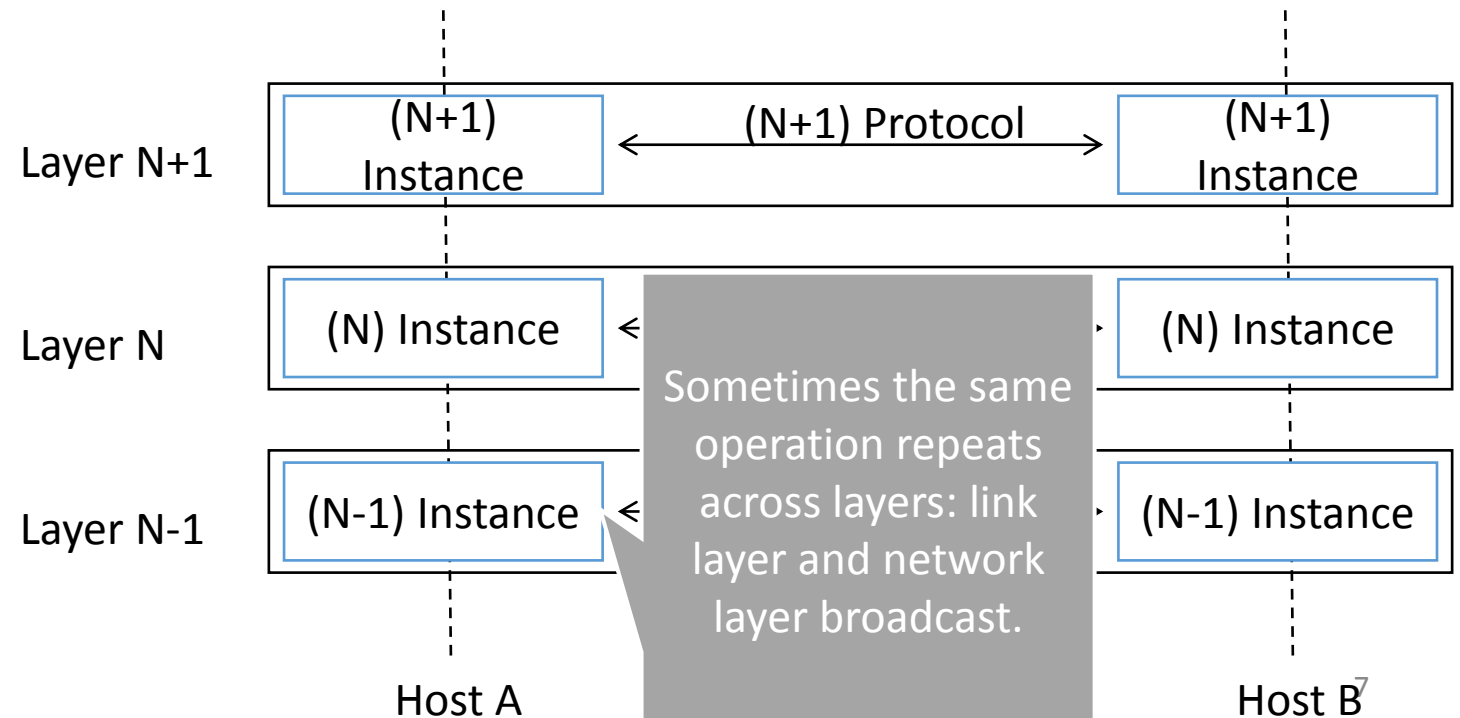 (N+1)
Instance
(N+1) Protocol
(N+1)
Instance
Layer N+1
(N) Instance
(N) Instance
Layer N
Sometimes the same
operation repeats
across layers: link
layer and network
layer broadcast.
(N-1) Instance
(N-1) Instance
Layer N-1
Host A
Host B
7